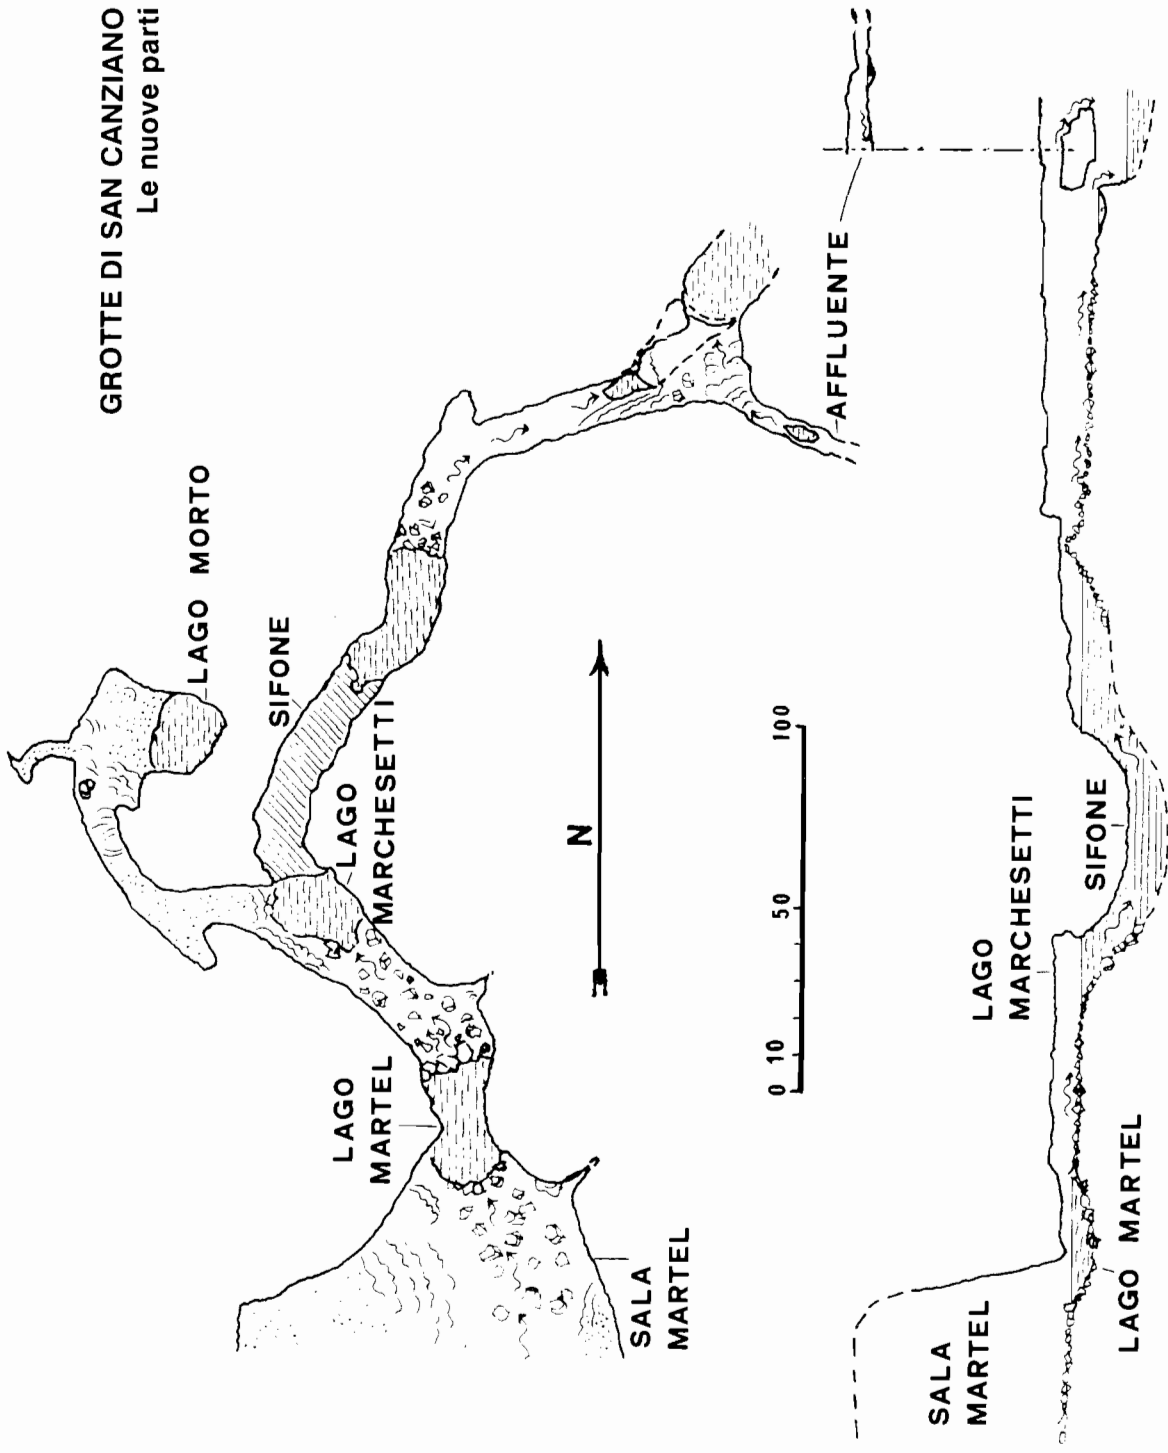 GROTTE DI SAN CANZIANO
Le nuove parti
LAGO MORTO
SIFONE
LAGO
MARCHESETTI
LAGO
MARTEL
SALA
MARTEL
N
0 10 50 100
AFFLUENTE
SALA
MARTEL
LAGO MARTEL
LAGO
MARCHESETTI
SIFONE